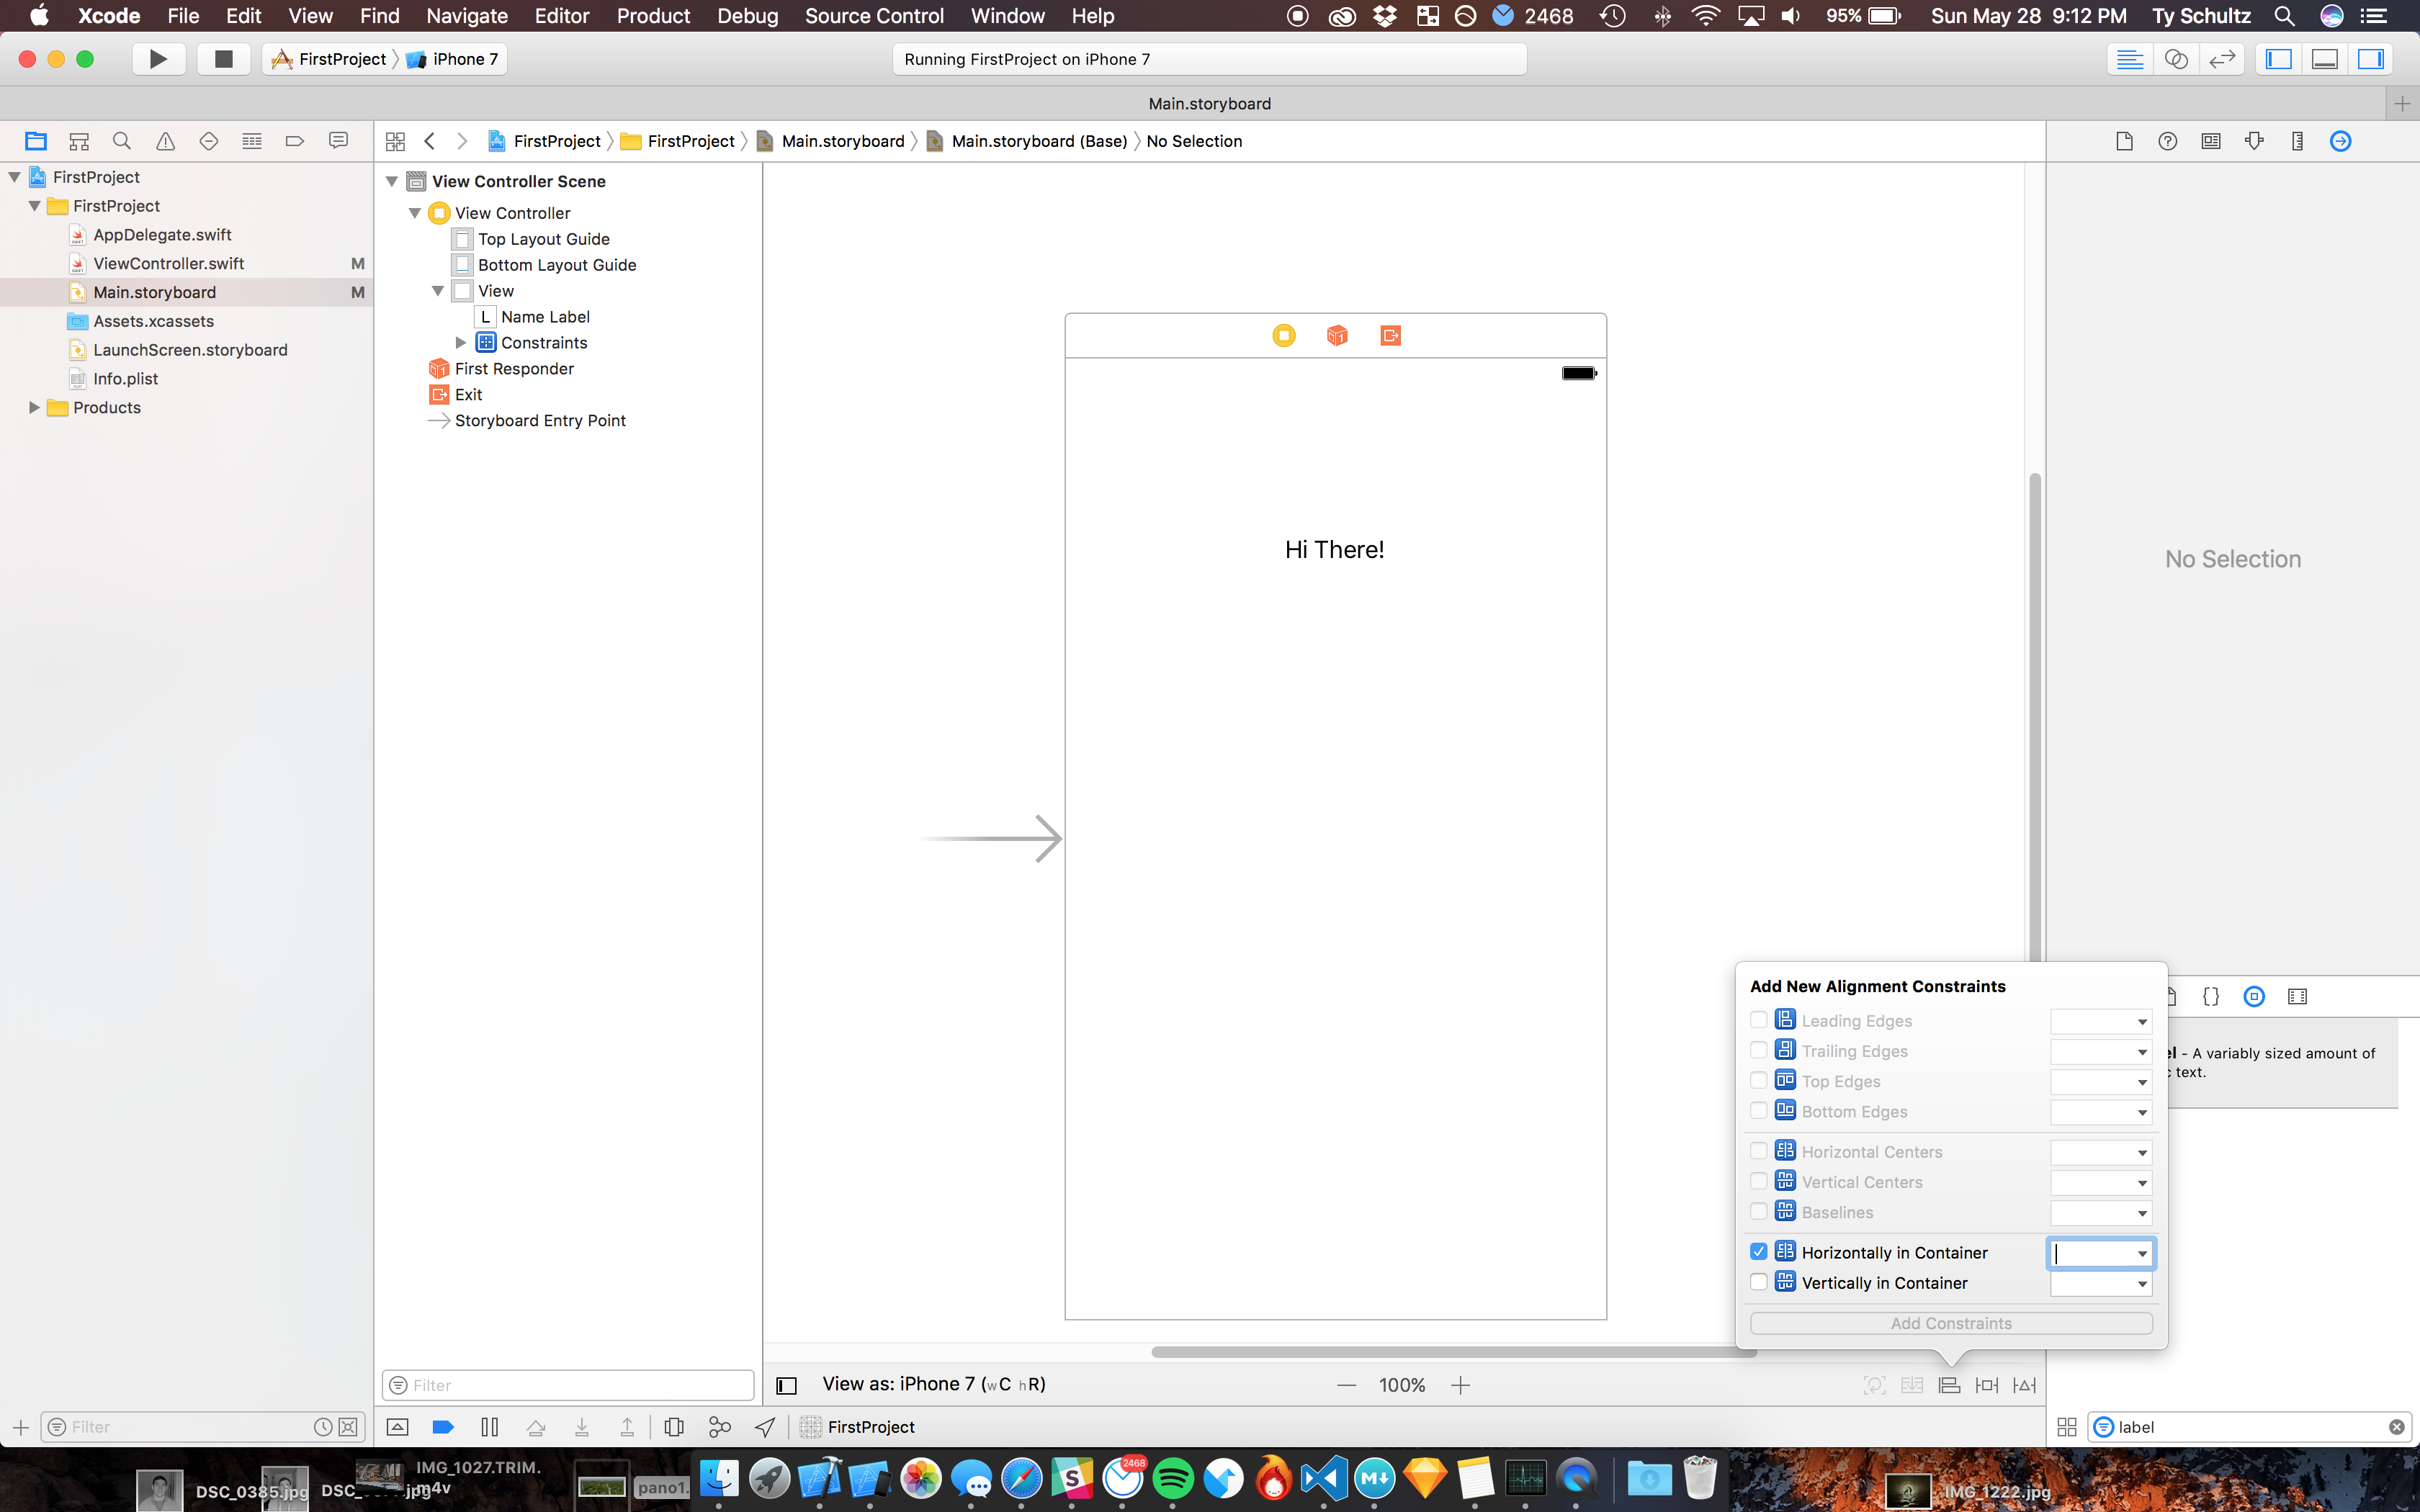 Xcode File Edit View Find Navigate Editor Product Debug Source Control Window Help 2468 95% Sun May 28 9:12 PM Ty Schultz
FirstProject iPhone 7 Running FirstProject on iPhone 7
Main.storyboard
FirstProject FirstProject Main.storyboard Main.storyboard (Base) No Selection
FirstProject
FirstProject
AppDelegate.swift
ViewController.swift M
Main.storyboard M
Assets.xcassets
LaunchScreen.storyboard
Info.plist
Products
View Controller Scene
View Controller
Top Layout Guide
Bottom Layout Guide
View
L Name Label
Constraints
First Responder
Exit
Storyboard Entry Point
Hi There!
No Selection
Add New Alignment Constraints
Leading Edges
Trailing Edges
Top Edges
Bottom Edges
Horizontal Centers
Vertical Centers
Baselines
Horizontally in Container
Vertically in Container
Add Constraints
el - A variably sized amount of
c text.
Filter
View as: iPhone 7 (wC hR) 100%
Filter
FirstProject
label
DSC_0385.jpg
IMG_1027.TRIM.
m4v
pano1.
2468
IMG_1222.jpg